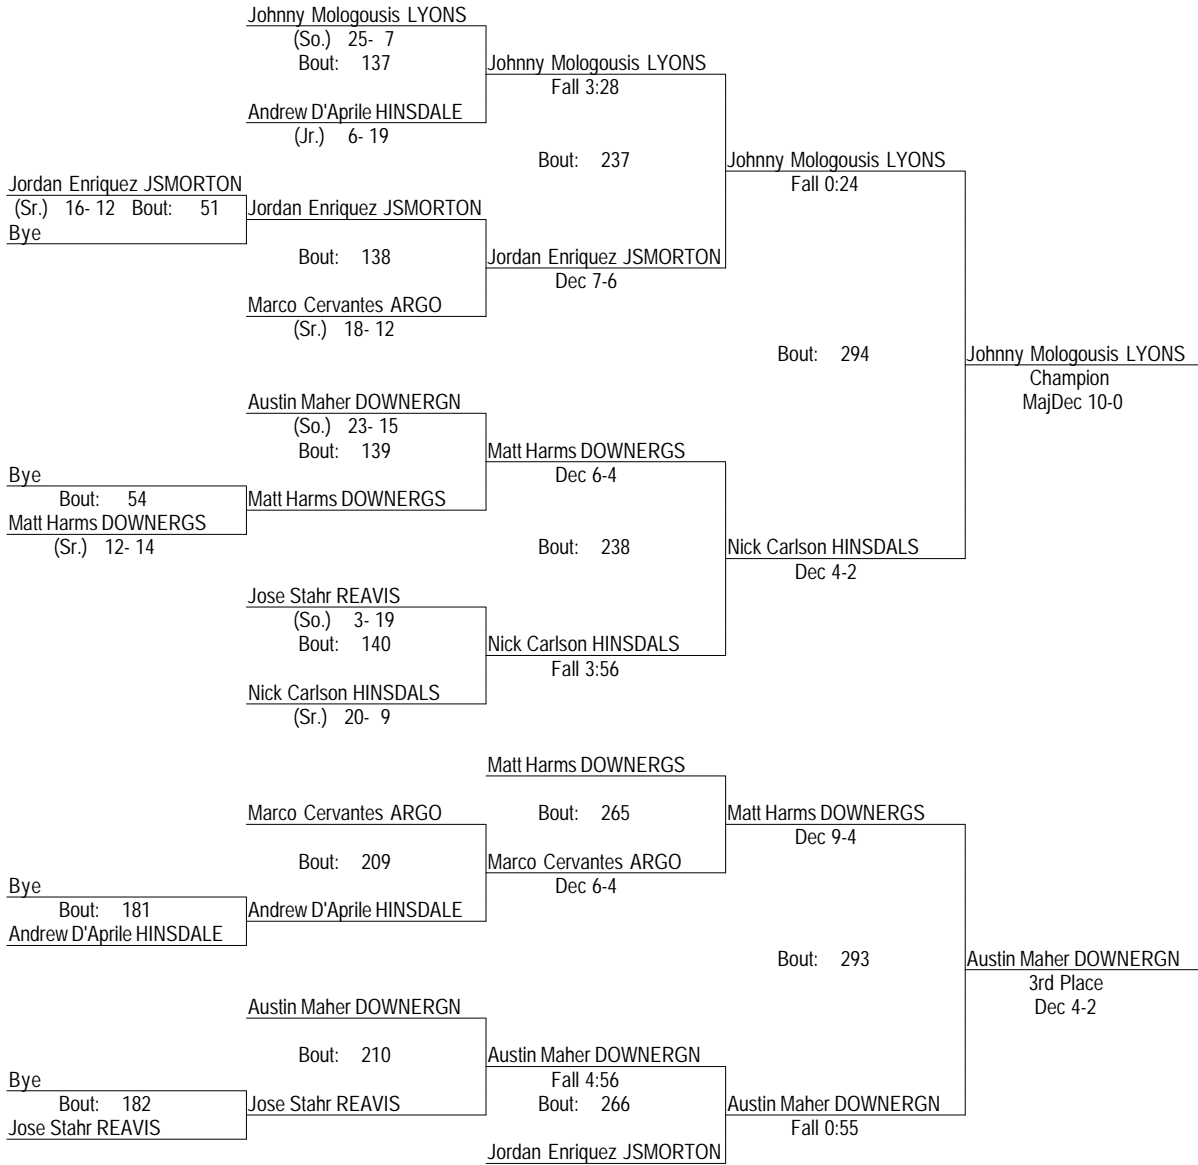 Johnny Mologousis LYONS
(So.) 25- 7
Bout: 137
Johnny Mologousis LYONS
Fall 3:28
Andrew D'Aprile HINSDALE
(Jr.) 6- 19
Bout: 237
Johnny Mologousis LYONS
Fall 0:24
Jordan Enriquez JSMORTON
(Sr.) 16- 12 Bout: 51
Bye
Jordan Enriquez JSMORTON
Bout: 138
Jordan Enriquez JSMORTON
Dec 7-6
Marco Cervantes ARGO
(Sr.) 18- 12
Bout: 294
Johnny Mologousis LYONS
Champion
MajDec 10-0
Austin Maher DOWNERGN
(So.) 23- 15
Bout: 139
Matt Harms DOWNERGS
Dec 6-4
Bye
Bout: 54
Matt Harms DOWNERGS
(Sr.) 12- 14
Matt Harms DOWNERGS
Bout: 238
Nick Carlson HINSDALS
Dec 4-2
Jose Stahr REAVIS
(So.) 3- 19
Bout: 140
Nick Carlson HINSDALS
Fall 3:56
Nick Carlson HINSDALS
(Sr.) 20- 9
Matt Harms DOWNERGS
Bout: 265
Matt Harms DOWNERGS
Dec 9-4
Marco Cervantes ARGO
Bout: 209
Marco Cervantes ARGO
Dec 6-4
Bye
Bout: 181
Andrew D'Aprile HINSDALE
Andrew D'Aprile HINSDALE
Bout: 293
Austin Maher DOWNERGN
3rd Place
Dec 4-2
Austin Maher DOWNERGN
Bout: 210
Austin Maher DOWNERGN
Fall 4:56
Bout: 266
Austin Maher DOWNERGN
Fall 0:55
Bye
Bout: 182
Jose Stahr REAVIS
Jose Stahr REAVIS
Jordan Enriquez JSMORTON